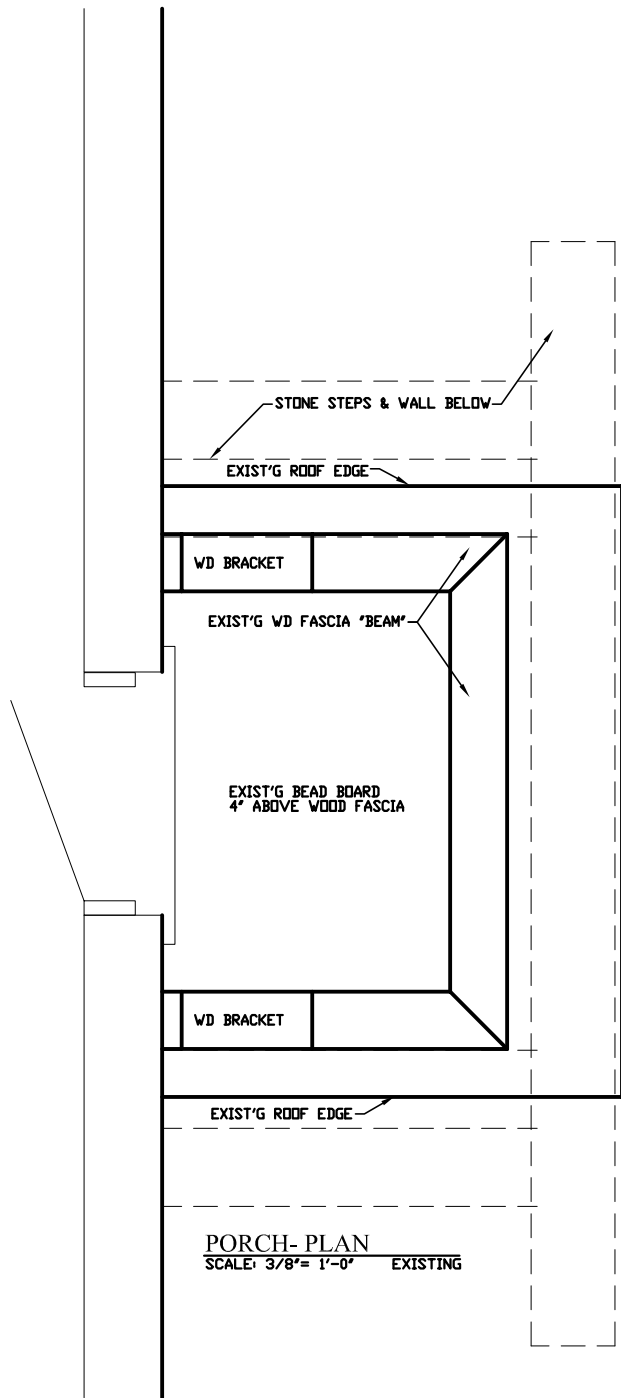 STONE STEPS & WALL BELOW
EXIST'G ROOF EDGE
WD BRACKET
EXIST'G WD FASCIA "BEAM"
EXIST'G BEAD BOARD
4" ABOVE WOOD FASCIA
WD BRACKET
EXIST'G ROOF EDGE
PORCH- PLAN
SCALE: 3/8"= 1'-0" EXISTING